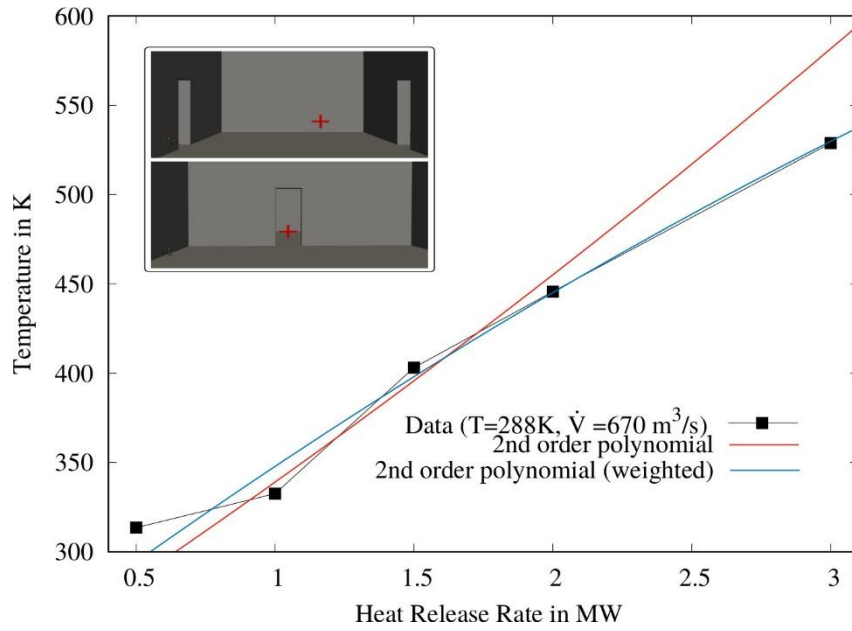 600
550
500
450
400
350
300
Temperature in K
Data (T=288K, V̇ =670 m³/s)
2nd order polynomial
2nd order polynomial (weighted)
0.5 1 1.5 2 2.5 3
Heat Release Rate in MW